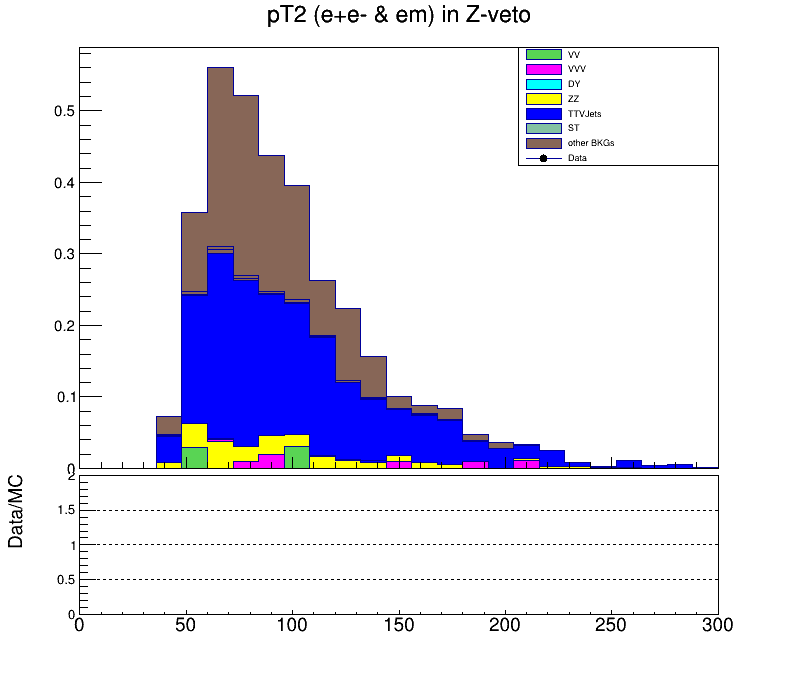 pT2 (e+e- & em) in Z-veto
VV
VVV
DY
ZZ
TTVJets
ST
other BKGs
Data
0.5
0.4
0.3
0.2
0.1
0
Data/MC
2
1.5
1
0.5
0
0 50 100 150 200 250 300